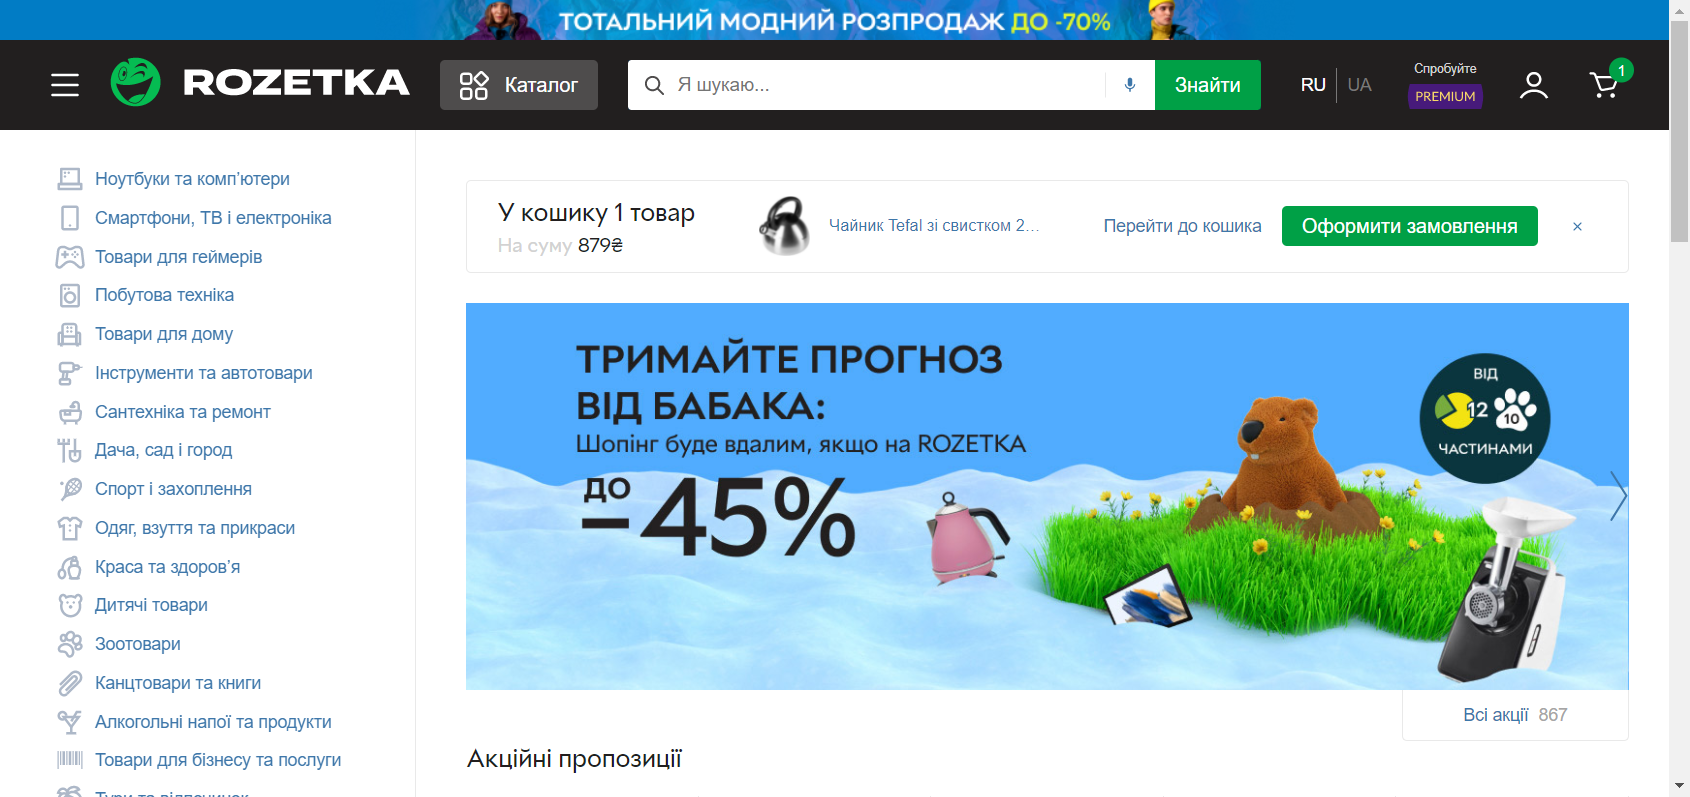 ТОТАЛЬНИЙ МОДНИЙ РОЗПРОДАЖ ДО -70%
ROZETKA
Каталог
Я шукаю...
Знайти
RU
UA
Спробуйте
PREMIUM
1
Ноутбуки та комп'ютери
Смартфони, ТВ і електроніка
Товари для геймерів
Побутова техніка
Товари для дому
Інструменти та автотовари
Сантехніка та ремонт
Дача, сад і город
Спорт і захоплення
Одяг, взуття та прикраси
Краса та здоров'я
Дитячі товари
Зоотовари
Канцтовари та книги
Алкогольні напої та продукти
Товари для бізнесу та послуги
У кошику 1 товар
На суму 879₴
Чайник Tefal зі свистком 2...
Перейти до кошика
Оформити замовлення
×
ТРИМАЙТЕ ПРОГНОЗ
ВІД БАБАКА:
Шопінг буде вдалим, якщо на ROZETKA
ДО
–45%
ВІД
12
10
ЧАСТИНАМИ
Всі акції 867
Акційні пропозиції